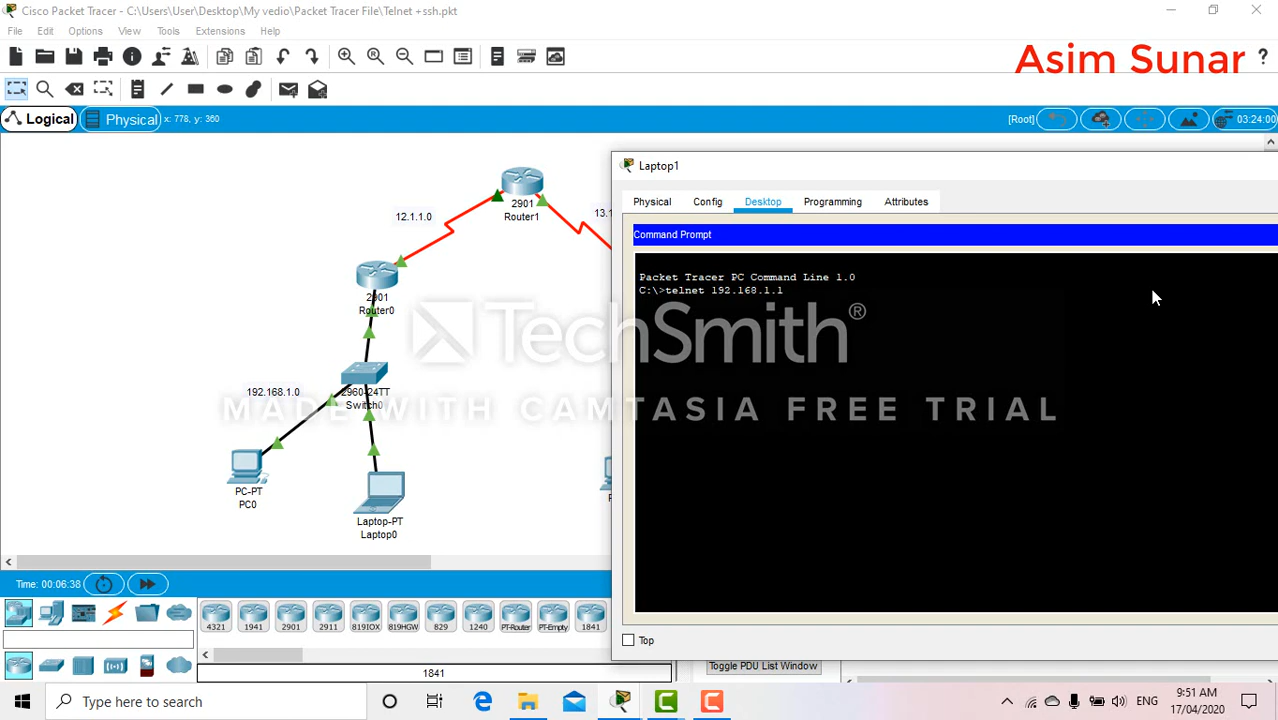 Cisco Packet Tracer - C:\Users\User\Desktop\My vedio\Packet Tracer File\Telnet +ssh.pkt
File Edit Options View Tools Extensions Help
Asim Sunar
?
Logical Physical x: 778, y: 360
[Root] 03:24:00
2901
Router1
12.1.1.0
13.1
2901
Router0
192.168.1.0
2960-24TT
Switch0
PC-PT
PC0
Laptop-PT
Laptop0
P
Laptop1
Physical Config Desktop Programming Attributes
Command Prompt
Packet Tracer PC Command Line 1.0
C:\>telnet 192.168.1.1
TechSmith®
MADE WITH CAMTASIA FREE TRIAL
Top
Toggle PDU List Window
Time: 00:06:38
4321 1941 2901 2911 819IOX 819HGW 829 1240 PT-Router PT-Empty 1841
1841
Type here to search
ENG
9:51 AM
17/04/2020